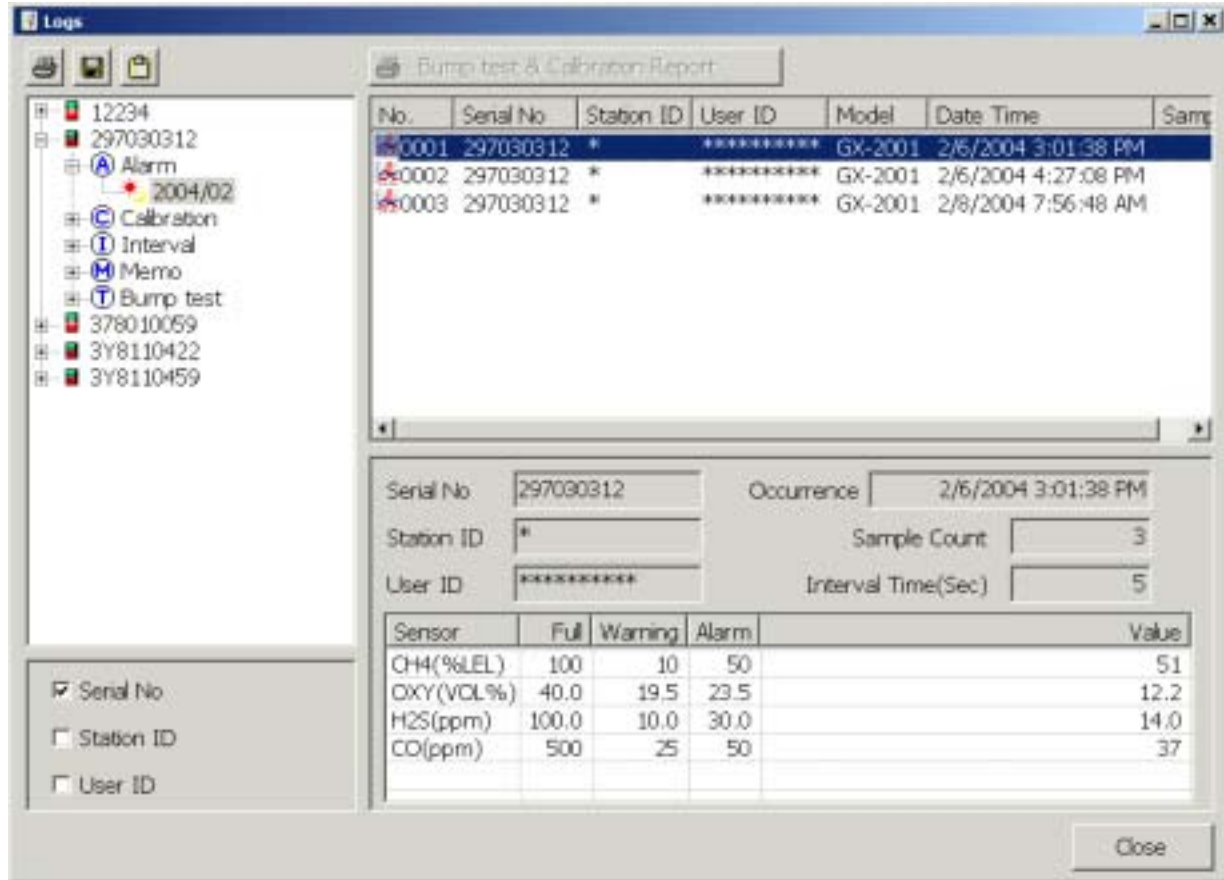 Logs
Bump test & Calibration Report
12234
297030312
A Alarm
2004/02
C Calibration
I Interval
M Memo
T Bump test
378010059
3Y8110422
3Y8110459
Serial No
Station ID
User ID
No. Serial No Station ID User ID Model Date Time Samp
0001 297030312 * ********** GX-2001 2/6/2004 3:01:38 PM
0002 297030312 * ********** GX-2001 2/6/2004 4:27:08 PM
0003 297030312 * ********** GX-2001 2/8/2004 7:56:48 AM
Serial No 297030312 Occurrence 2/6/2004 3:01:38 PM
Station ID * Sample Count 3
User ID ********** Interval Time(Sec) 5
Sensor Full Warning Alarm Value
CH4(%LEL) 100 10 50 51
OXY(VOL%) 40.0 19.5 23.5 12.2
H2S(ppm) 100.0 10.0 30.0 14.0
CO(ppm) 500 25 50 37
Close